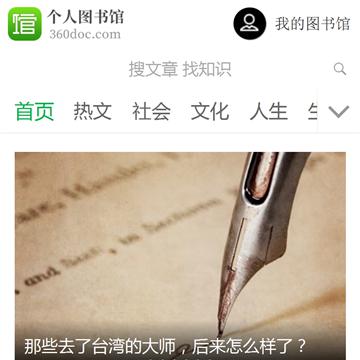 个人图书馆
360doc.com
我的图书馆
搜文章 找知识
首页 热文 社会 文化 人生
那些去了台湾的大师，后来怎么样了？